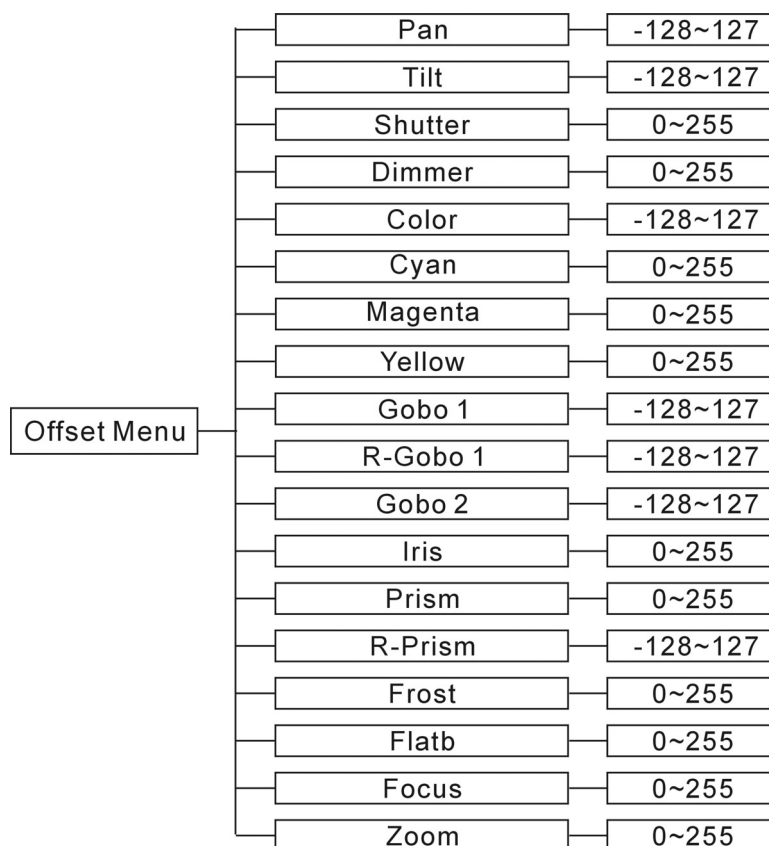 Pan -128~127
Tilt -128~127
Shutter 0~255
Dimmer 0~255
Color -128~127
Cyan 0~255
Magenta 0~255
Yellow 0~255
Offset Menu
Gobo 1 -128~127
R-Gobo 1 -128~127
Gobo 2 -128~127
Iris 0~255
Prism 0~255
R-Prism -128~127
Frost 0~255
Flatb 0~255
Focus 0~255
Zoom 0~255